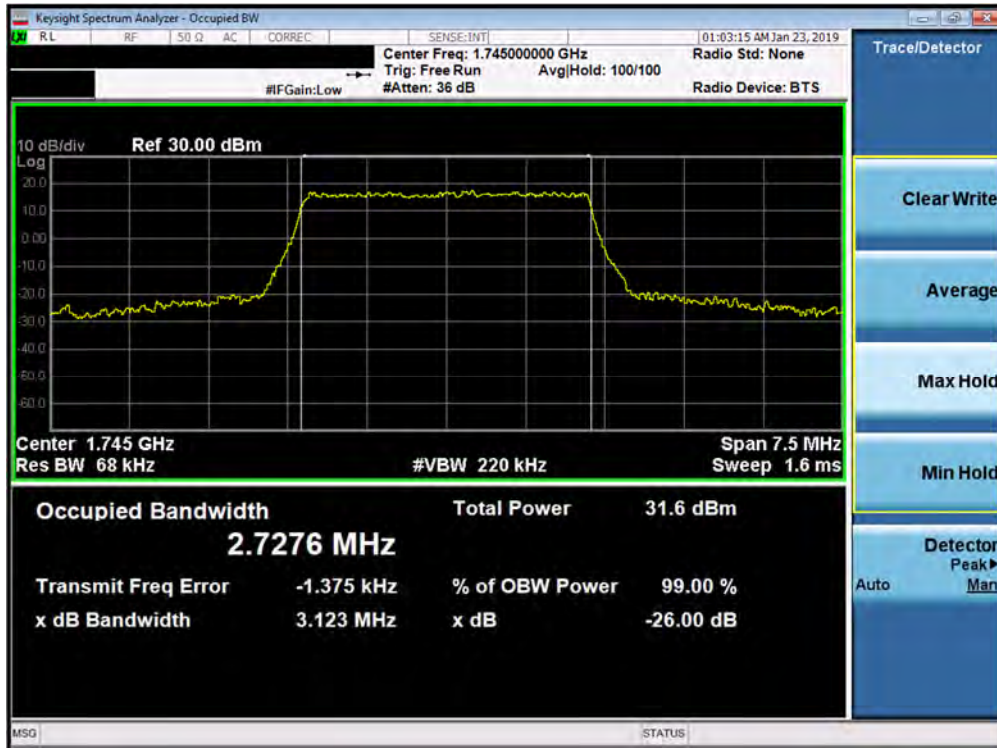 Keysight Spectrum Analyzer - Occupied BW
LXI RL RF 50 Ω AC CORREC SENSE:INT 01:03:15 AM Jan 23, 2019
Center Freq: 1.745000000 GHz Radio Std: None
Trig: Free Run Avg|Hold: 100/100
#IFGain:Low #Atten: 36 dB Radio Device: BTS
Trace/Detector
10 dB/div Ref 30.00 dBm
Log
20.0
10.0
0.00
-10.0
-20.0
-30.0
-40.0
-50.0
-60.0
Center 1.745 GHz Span 7.5 MHz
Res BW 68 kHz #VBW 220 kHz Sweep 1.6 ms
Occupied Bandwidth Total Power 31.6 dBm
2.7276 MHz
Transmit Freq Error -1.375 kHz % of OBW Power 99.00 %
x dB Bandwidth 3.123 MHz x dB -26.00 dB
Clear Write
Average
Max Hold
Min Hold
Detector
Peak▶
Auto Man
MSG STATUS